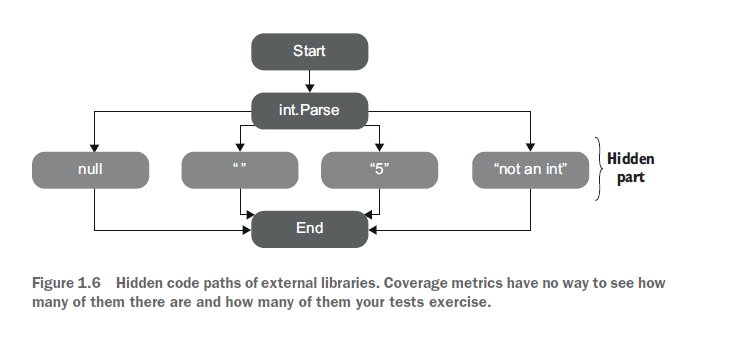 Start
int.Parse
null
“ ”
“5”
“not an int”
Hidden
part
End
Figure 1.6 Hidden code paths of external libraries. Coverage metrics have no way to see how
many of them there are and how many of them your tests exercise.